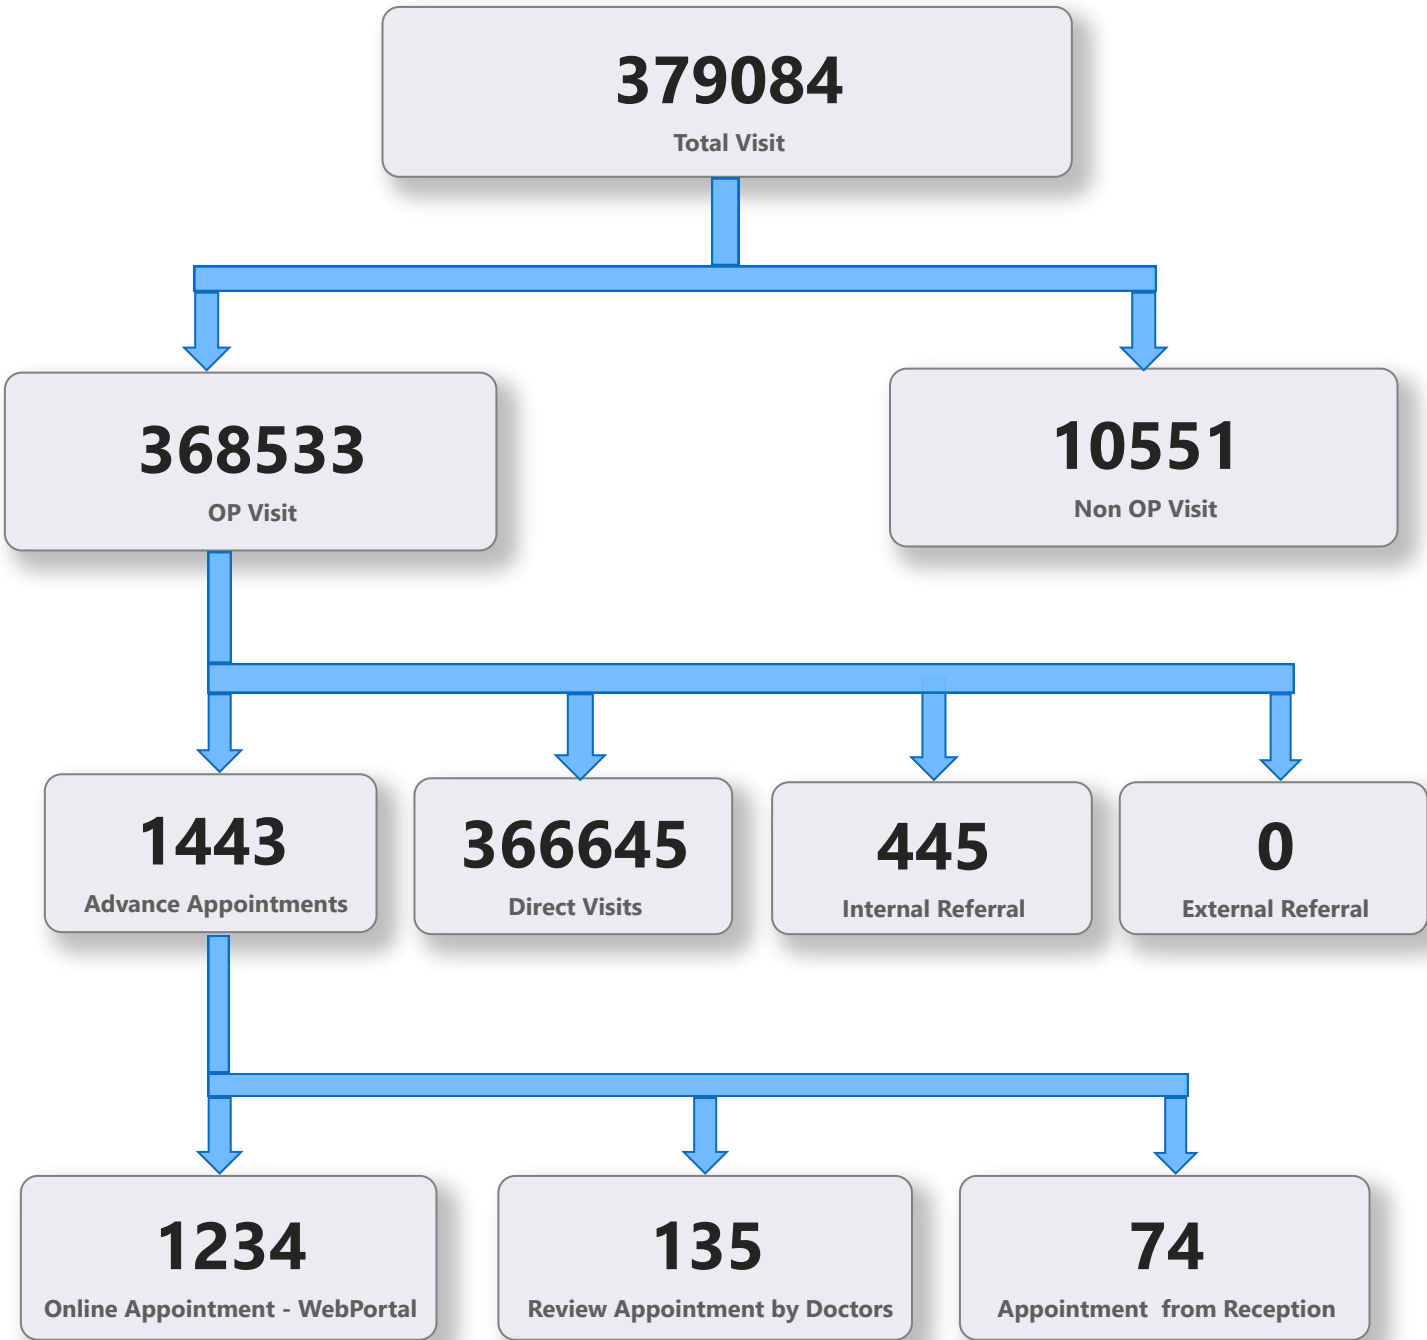 379084
Total Visit
368533
OP Visit
10551
Non OP Visit
1443
Advance Appointments
366645
Direct Visits
445
Internal Referral
0
External Referral
1234
Online Appointment - WebPortal
135
Review Appointment by Doctors
74
Appointment  from Reception